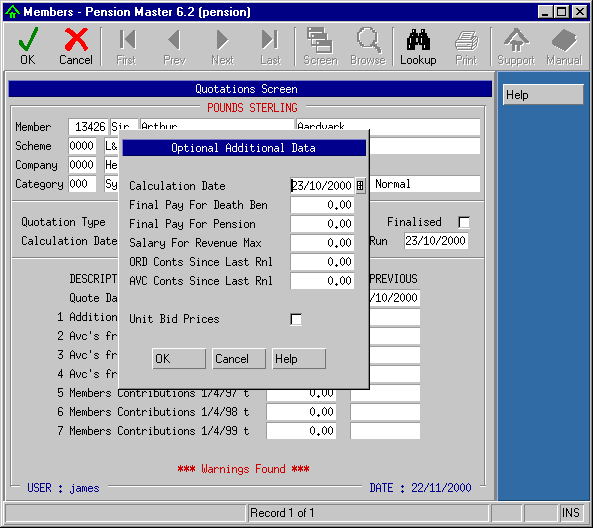 Members - Pension Master 6.2 (pension)
OK Cancel First Prev Next Last Screen Browse Lookup Print Support Manual
Quotations Screen
Help
POUNDS STERLING
Member 13426 Sir Arthur Aardvark
Scheme 0000 L&
Company 0000 He
Category 000 Sy Normal
Optional Additional Data
Calculation Date 23/10/2000
Final Pay For Death Ben 0.00
Final Pay For Pension 0.00
Salary For Revenue Max 0.00
ORD Conts Since Last Rnl 0.00
AVC Conts Since Last Rnl 0.00
Unit Bid Prices
OK Cancel Help
Quotation Type Finalised
Calculation Date Run 23/10/2000
DESCRIPT PREVIOUS
Quote Da /10/2000
1 Addition
2 Avc's fr
3 Avc's fr
4 Avc's fr
5 Members Contributions 1/4/97 t 0.00
6 Members Contributions 1/4/98 t 0.00
7 Members Contributions 1/4/99 t 0.00
*** Warnings Found ***
USER : james DATE : 22/11/2000
Record 1 of 1 INS